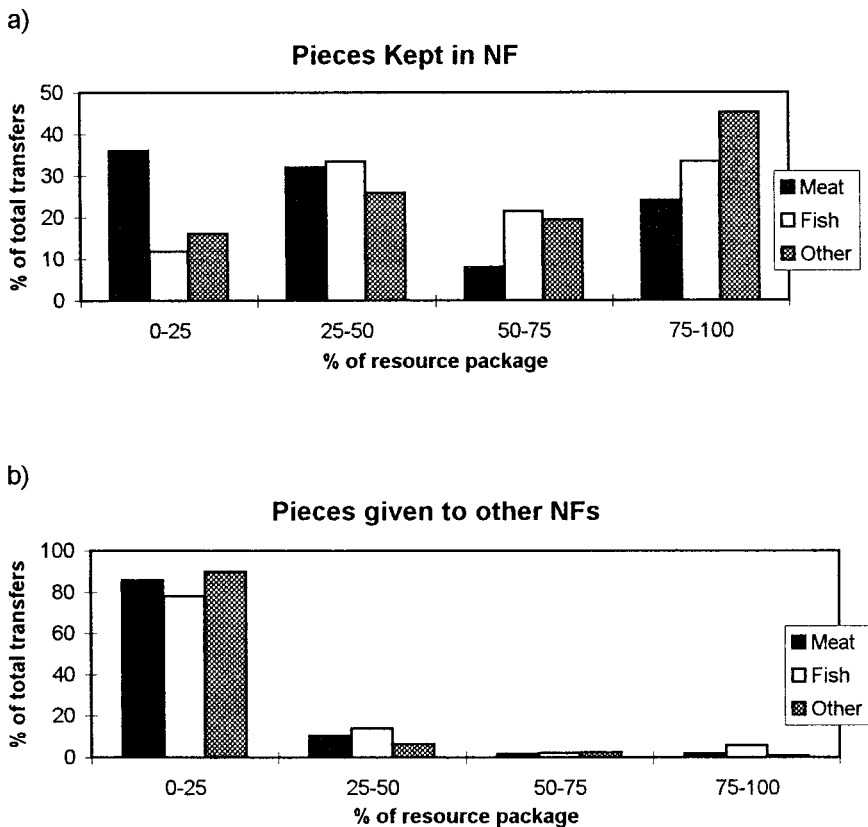 a)
Pieces Kept in NF
% of total transfers
50
40
30
20
10
0
0-25 25-50 50-75 75-100
% of resource package
Meat
Fish
Other
b)
Pieces given to other NFs
% of total transfers
100
80
60
40
20
0
0-25 25-50 50-75 75-100
% of resource package
Meat
Fish
Other